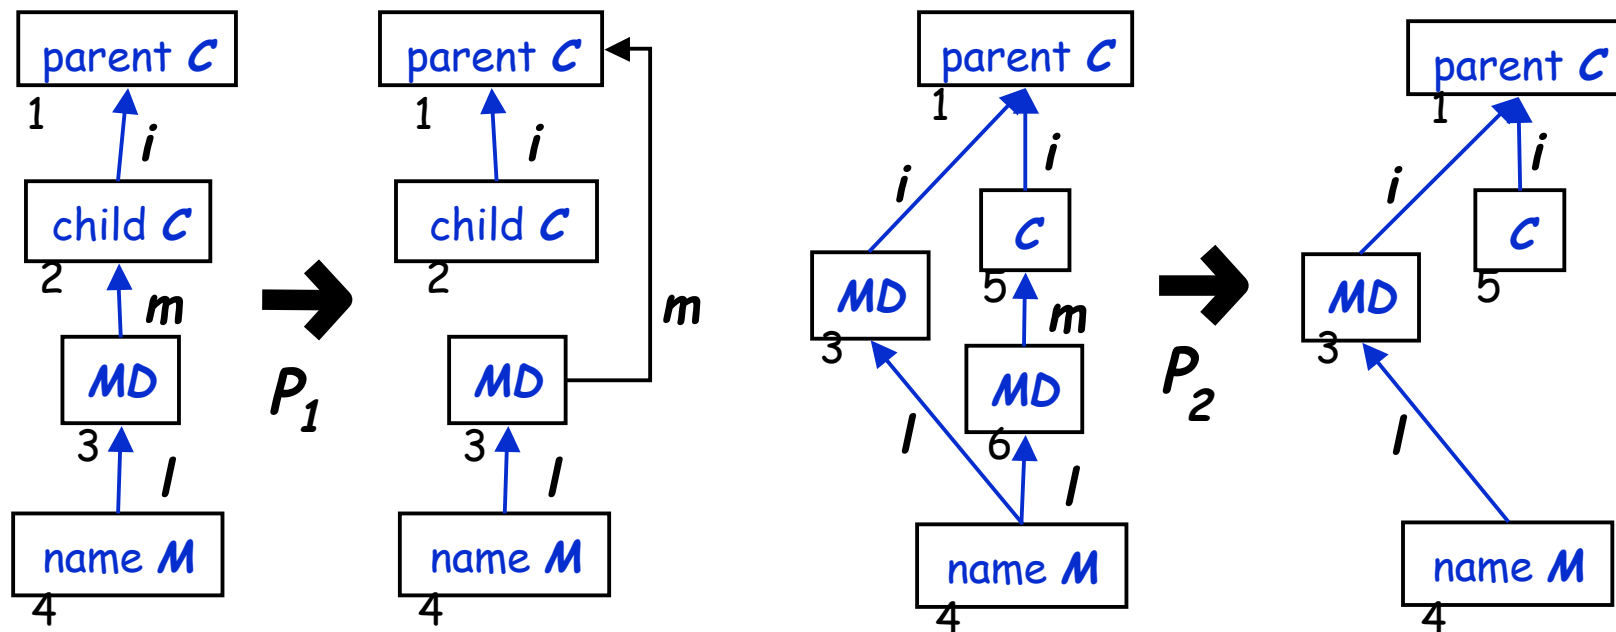 parent C parent C parent C parent C
1 1 1 1
i i i i i i
child C child C C C
2 2 5 5
m m m
MD MD MD MD
3 3 3 3
P1 P2
MD
6
l l l l l
name M name M name M name M
4 4 4 4